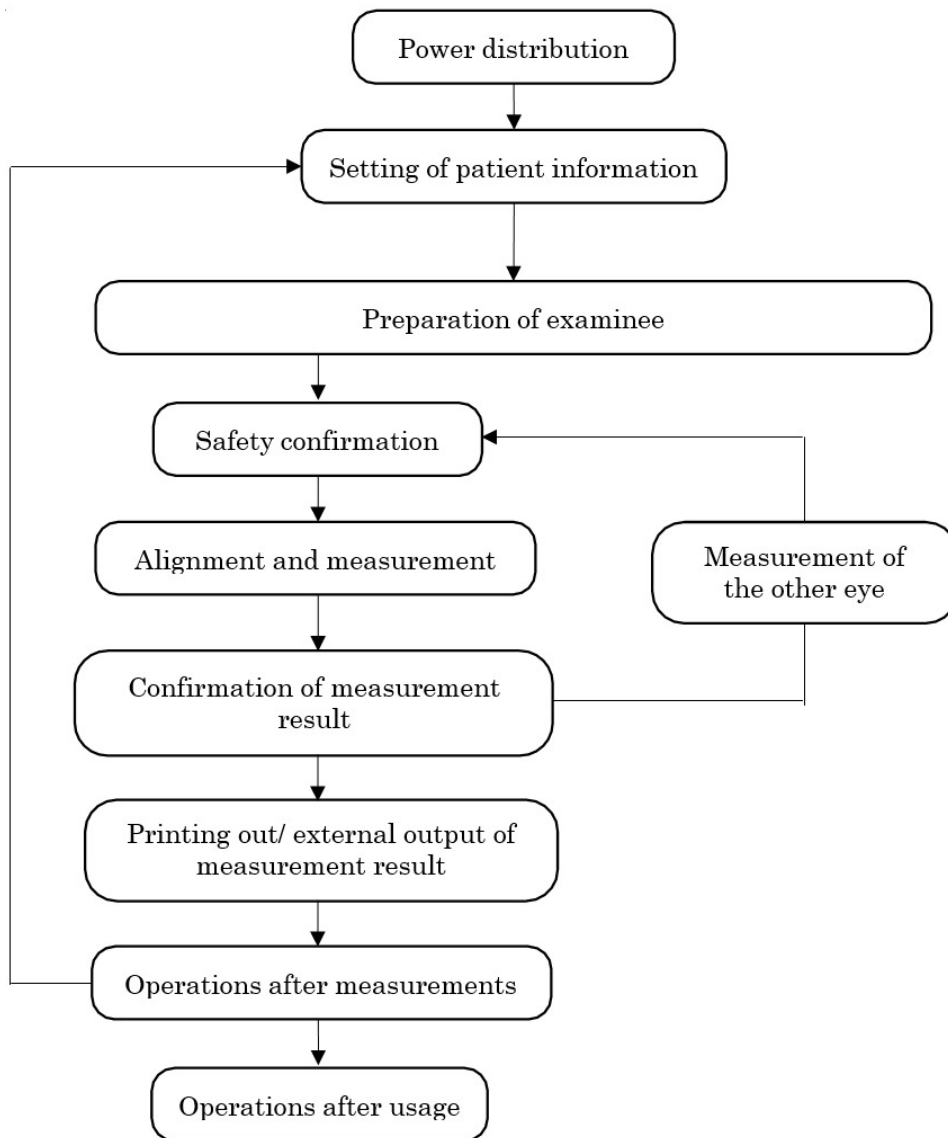 Power distribution
Setting of patient information
Preparation of examinee
Safety confirmation
Alignment and measurement
Measurement of
the other eye
Confirmation of measurement
result
Printing out/ external output of
measurement result
Operations after measurements
Operations after usage